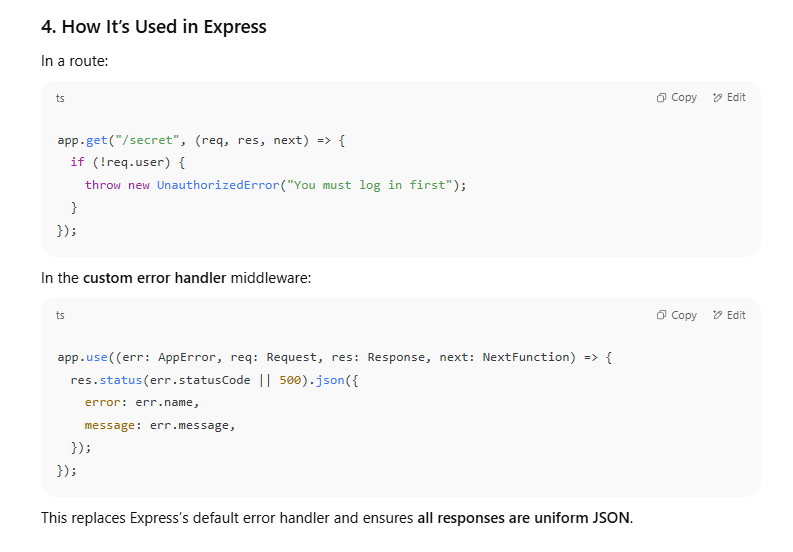 4. How It's Used in Express
In a route:
ts
Copy
Edit
app.get("/secret", (req, res, next) => {
  if (!req.user) {
    throw new UnauthorizedError("You must log in first");
  }
});
In the custom error handler middleware:
ts
Copy
Edit
app.use((err: AppError, req: Request, res: Response, next: NextFunction) => {
  res.status(err.statusCode || 500).json({
    error: err.name,
    message: err.message,
  });
});
This replaces Express's default error handler and ensures all responses are uniform JSON.